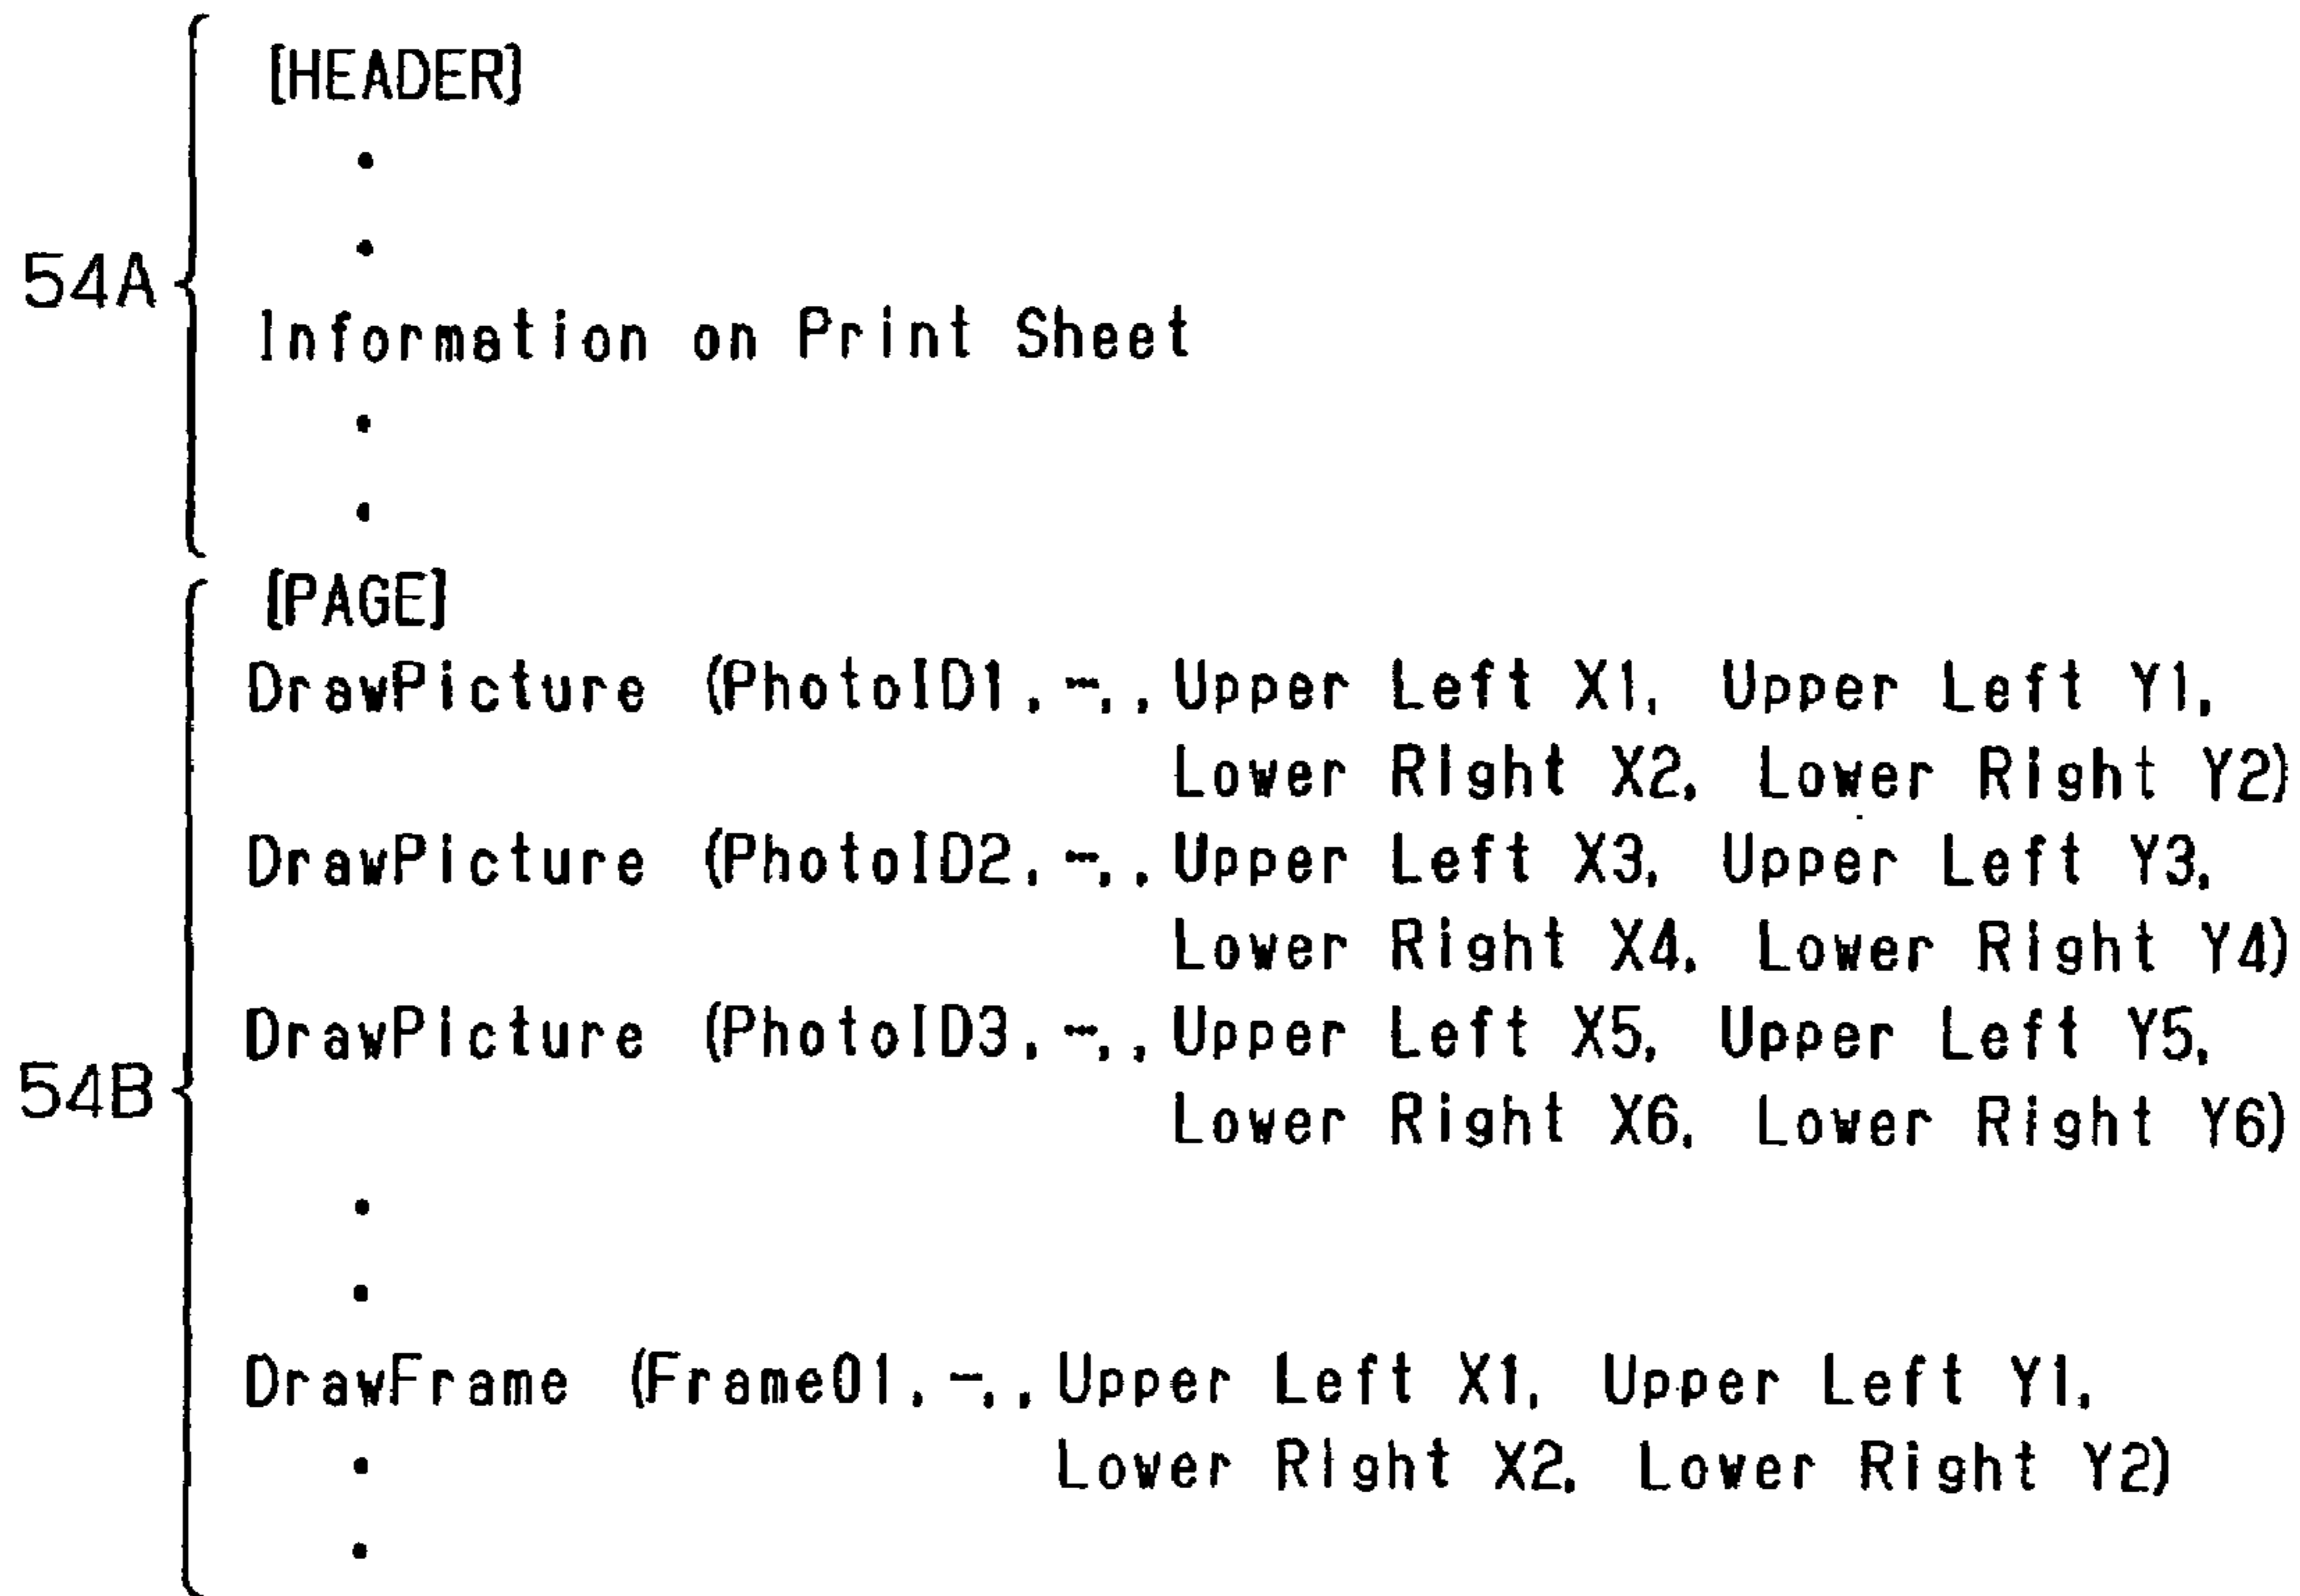 [HEADER]
54A
Information on Print Sheet
[PAGE]
DrawPicture (PhotoID1, ~,, Upper Left X1, Upper Left Y1,
Lower Right X2, Lower Right Y2)
DrawPicture (PhotoID2, ~,, Upper Left X3, Upper Left Y3,
Lower Right X4, Lower Right Y4)
DrawPicture (PhotoID3, ~,, Upper Left X5, Upper Left Y5,
54B
Lower Right X6, Lower Right Y6)
DrawFrame (Frame01, ~,, Upper Left X1, Upper Left Y1,
Lower Right X2, Lower Right Y2)